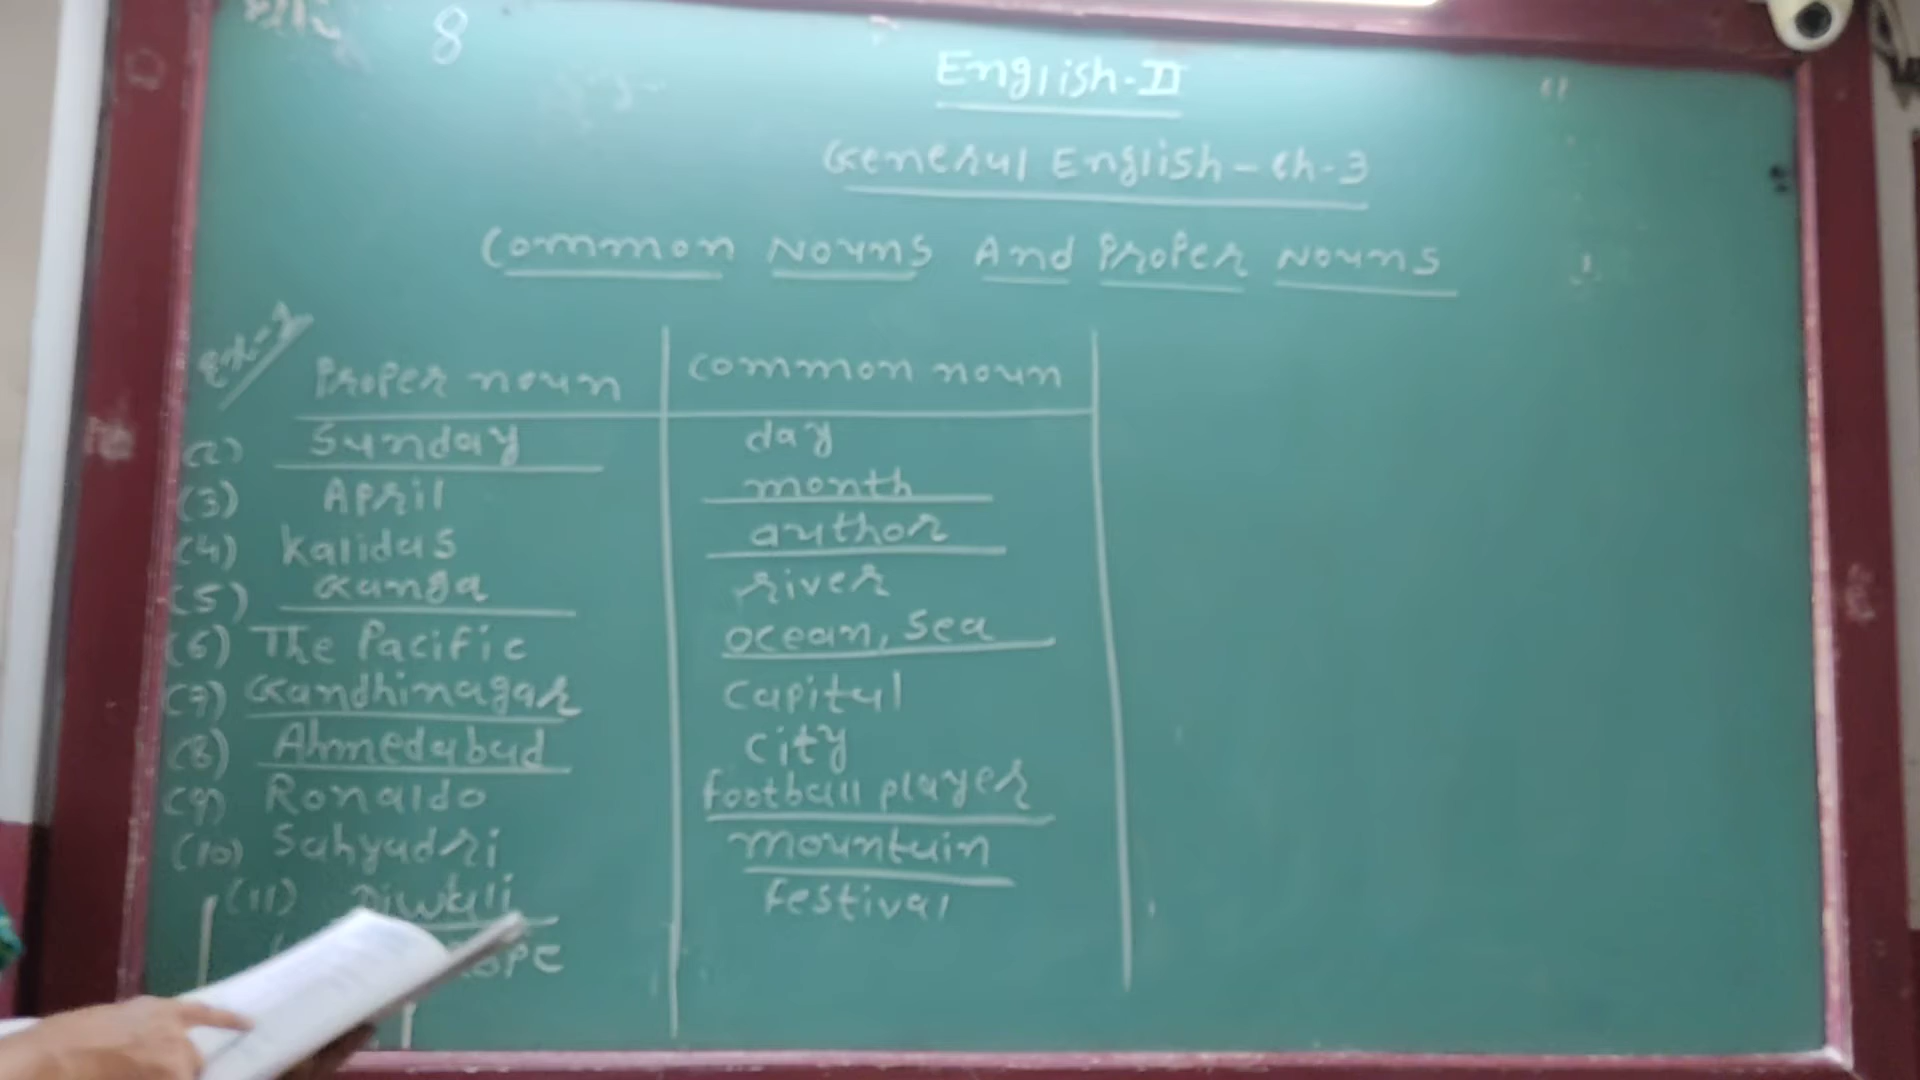 8
English-II
General English - Ch-3
Common Nouns And Proper Nouns
Proper noun common noun
(2) Sunday day
(3) April month
(4) Kalidas author
(5) Ganga river
(6) The Pacific ocean, sea
(7) Gandhinagar capital
(8) Ahmedabad city
(9) Ronaldo football player
(10) Sahyadri mountain
(11) Diwali festival